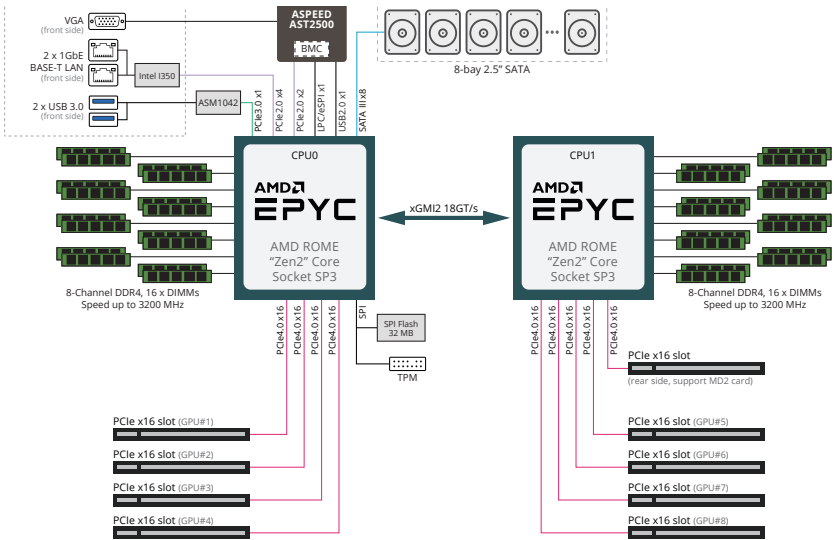 VGA
(front side)
2 x 1GbE
BASE-T LAN
(front side)
2 x USB 3.0
(front side)
Intel I350
ASM1042
ASPEED
AST2500
BMC
8-bay 2.5" SATA
PCIe3.0 x1
PCIe2.0 x4
PCIe2.0 x2
LPC/eSPI x1
USB2.0 x1
SATA III x8
CPU0
AMD
EPYC
AMD ROME
“Zen2” Core
Socket SP3
xGMI2 18GT/s
CPU1
AMD
EPYC
AMD ROME
“Zen2” Core
Socket SP3
8-Channel DDR4, 16 x DIMMs
Speed up to 3200 MHz
8-Channel DDR4, 16 x DIMMs
Speed up to 3200 MHz
PCIe4.0 x16
PCIe4.0 x16
PCIe4.0 x16
PCIe4.0 x16
SPI
SPI Flash
32 MB
TPM
PCIe4.0 x16
PCIe4.0 x16
PCIe4.0 x16
PCIe4.0 x16
PCIe4.0 x16
PCIe x16 slot
(rear side, support MD2 card)
PCIe x16 slot (GPU#1)
PCIe x16 slot (GPU#2)
PCIe x16 slot (GPU#3)
PCIe x16 slot (GPU#4)
PCIe x16 slot (GPU#5)
PCIe x16 slot (GPU#6)
PCIe x16 slot (GPU#7)
PCIe x16 slot (GPU#8)